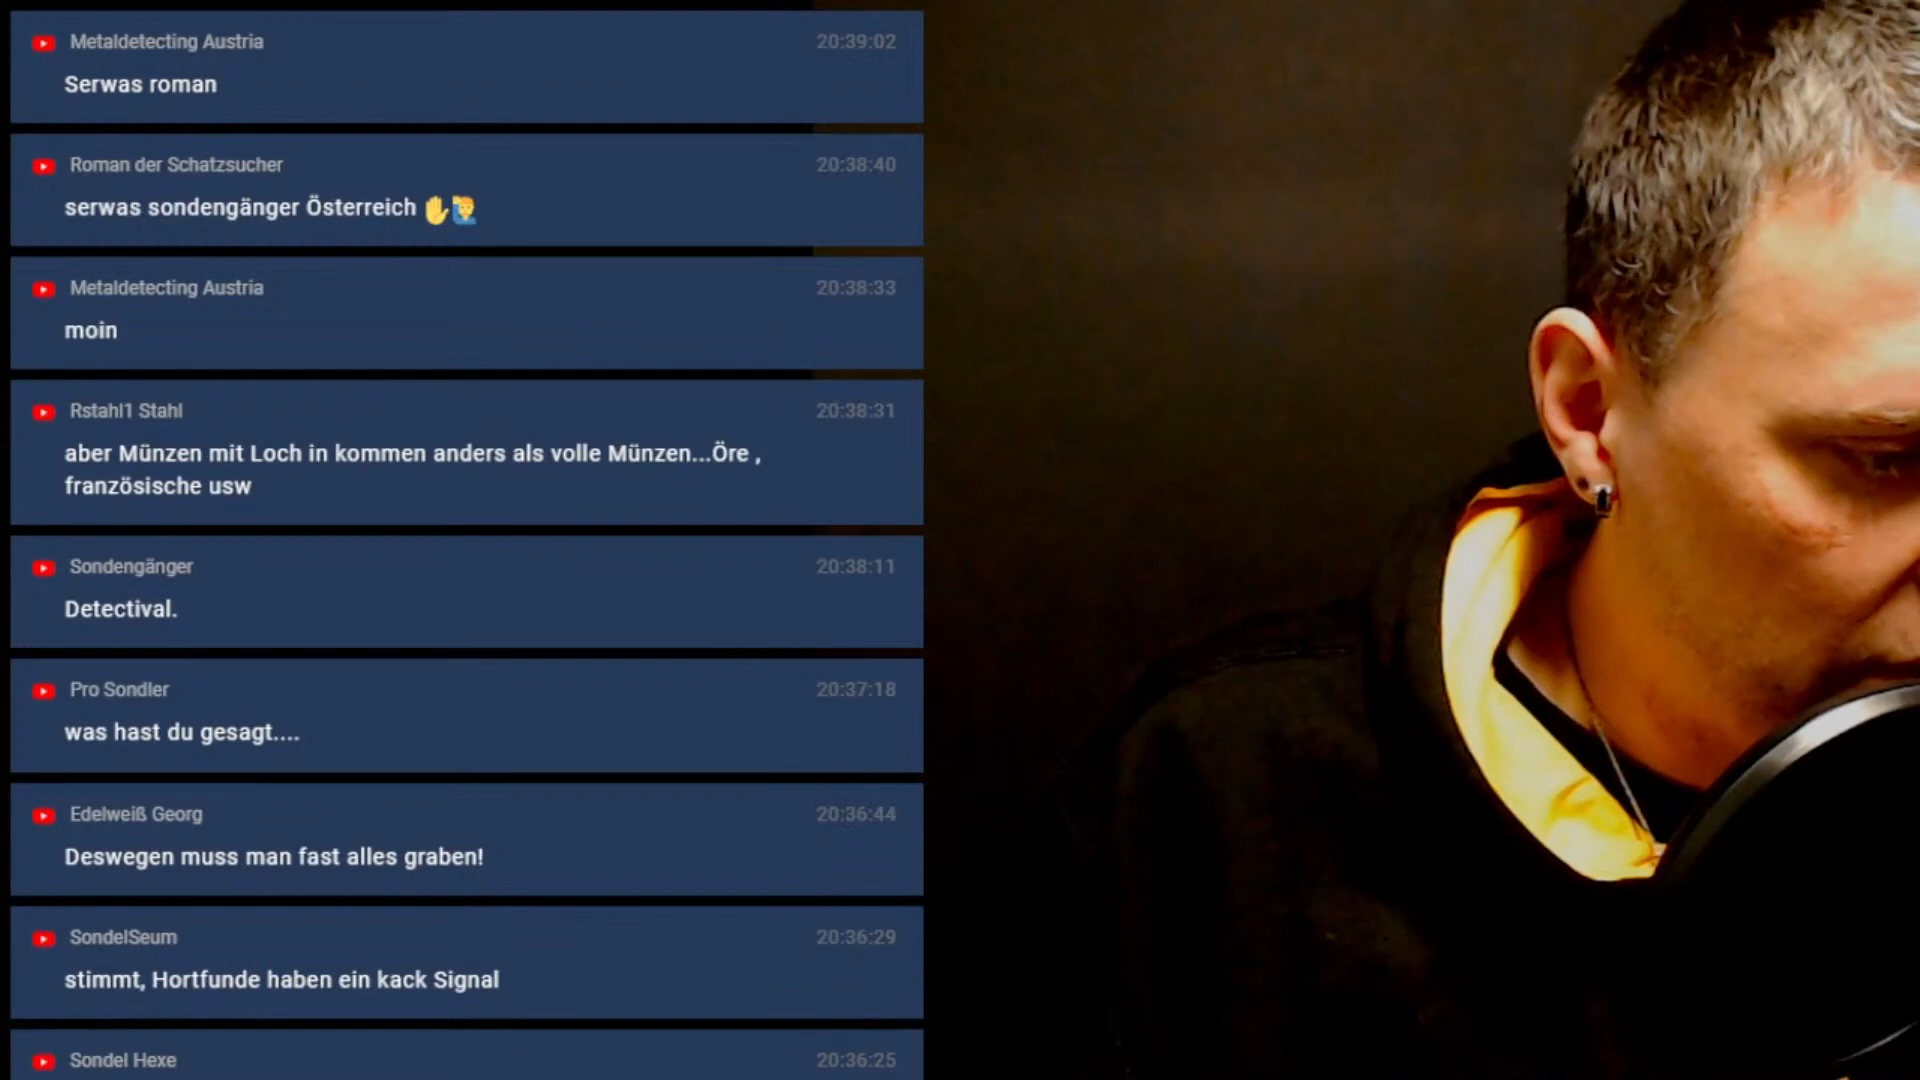 Metaldetecting Austria 20:39:02
Serwas roman
Roman der Schatzsucher 20:38:40
serwas sondengänger Österreich ✋🙋‍♂️
Metaldetecting Austria 20:38:33
moin
Rstahl1 Stahl 20:38:31
aber Münzen mit Loch in kommen anders als volle Münzen...Öre ,
französische usw
Sondengänger 20:38:11
Detectival.
Pro Sondler 20:37:18
was hast du gesagt....
Edelweiß Georg 20:36:44
Deswegen muss man fast alles graben!
SondelSeum 20:36:29
stimmt, Hortfunde haben ein kack Signal
Sondel Hexe 20:36:25